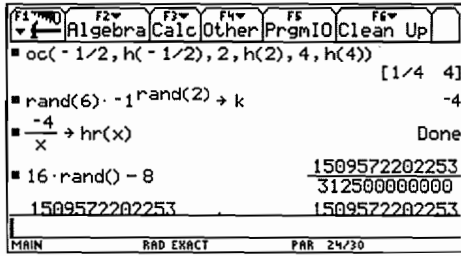 F1 F2 F3 F4 F5 F6
Algebra Calc Other PrgmIO Clean Up
▪ oc(-1/2, h(-1/2), 2, h(2), 4, h(4))
[1/4 4]
▪ rand(6)· -1^rand(2) → k -4
▪ -4/x → hr(x) Done
▪ 16·rand() - 8 1509572202253/312500000000
1509572202253 1509572202253
MAIN RAD EXACT PAR 24/30